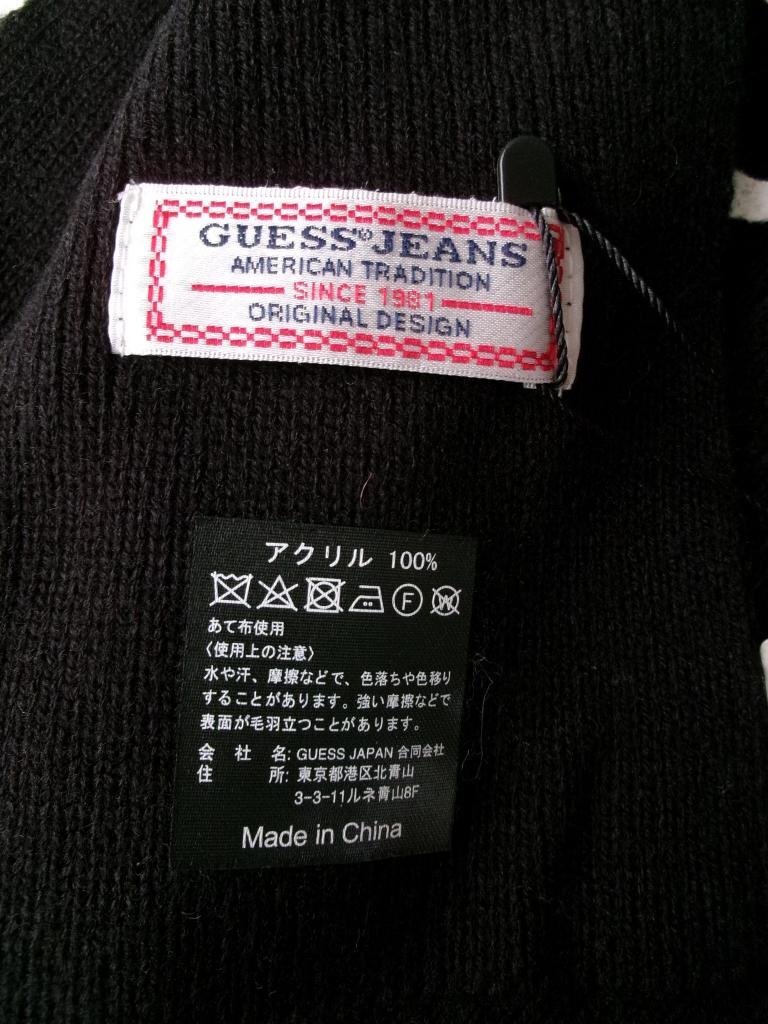 GUESS® JEANS
AMERICAN TRADITION
SINCE 1981
ORIGINAL DESIGN
アクリル 100%
F W
あて布使用
〈使用上の注意〉
水や汗、摩擦などで、色落ちや色移り
することがあります。強い摩擦などで
表面が毛羽立つことがあります。
会 社 名: GUESS JAPAN 合同会社
住 所: 東京都港区北青山
3-3-11ルネ青山8F
Made in China